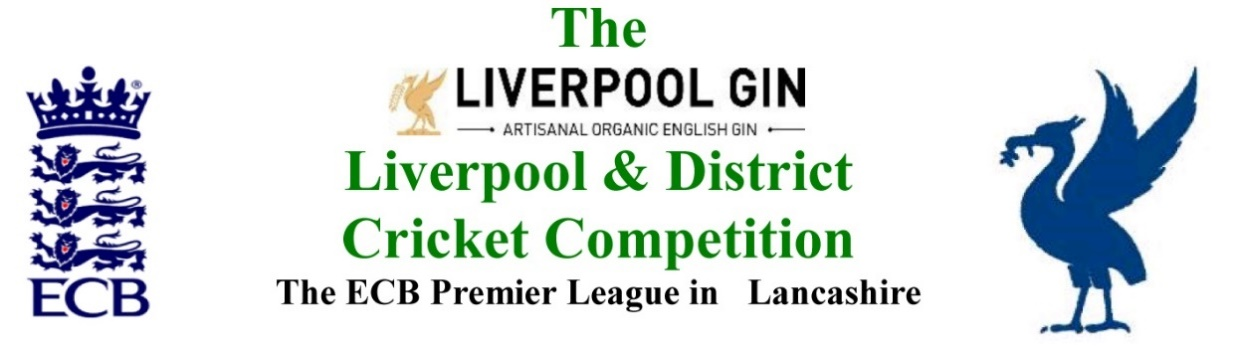 The
LIVERPOOL GIN
ARTISANAL ORGANIC ENGLISH GIN
Liverpool & District
Cricket Competition
The ECB Premier League in Lancashire
®
ECB